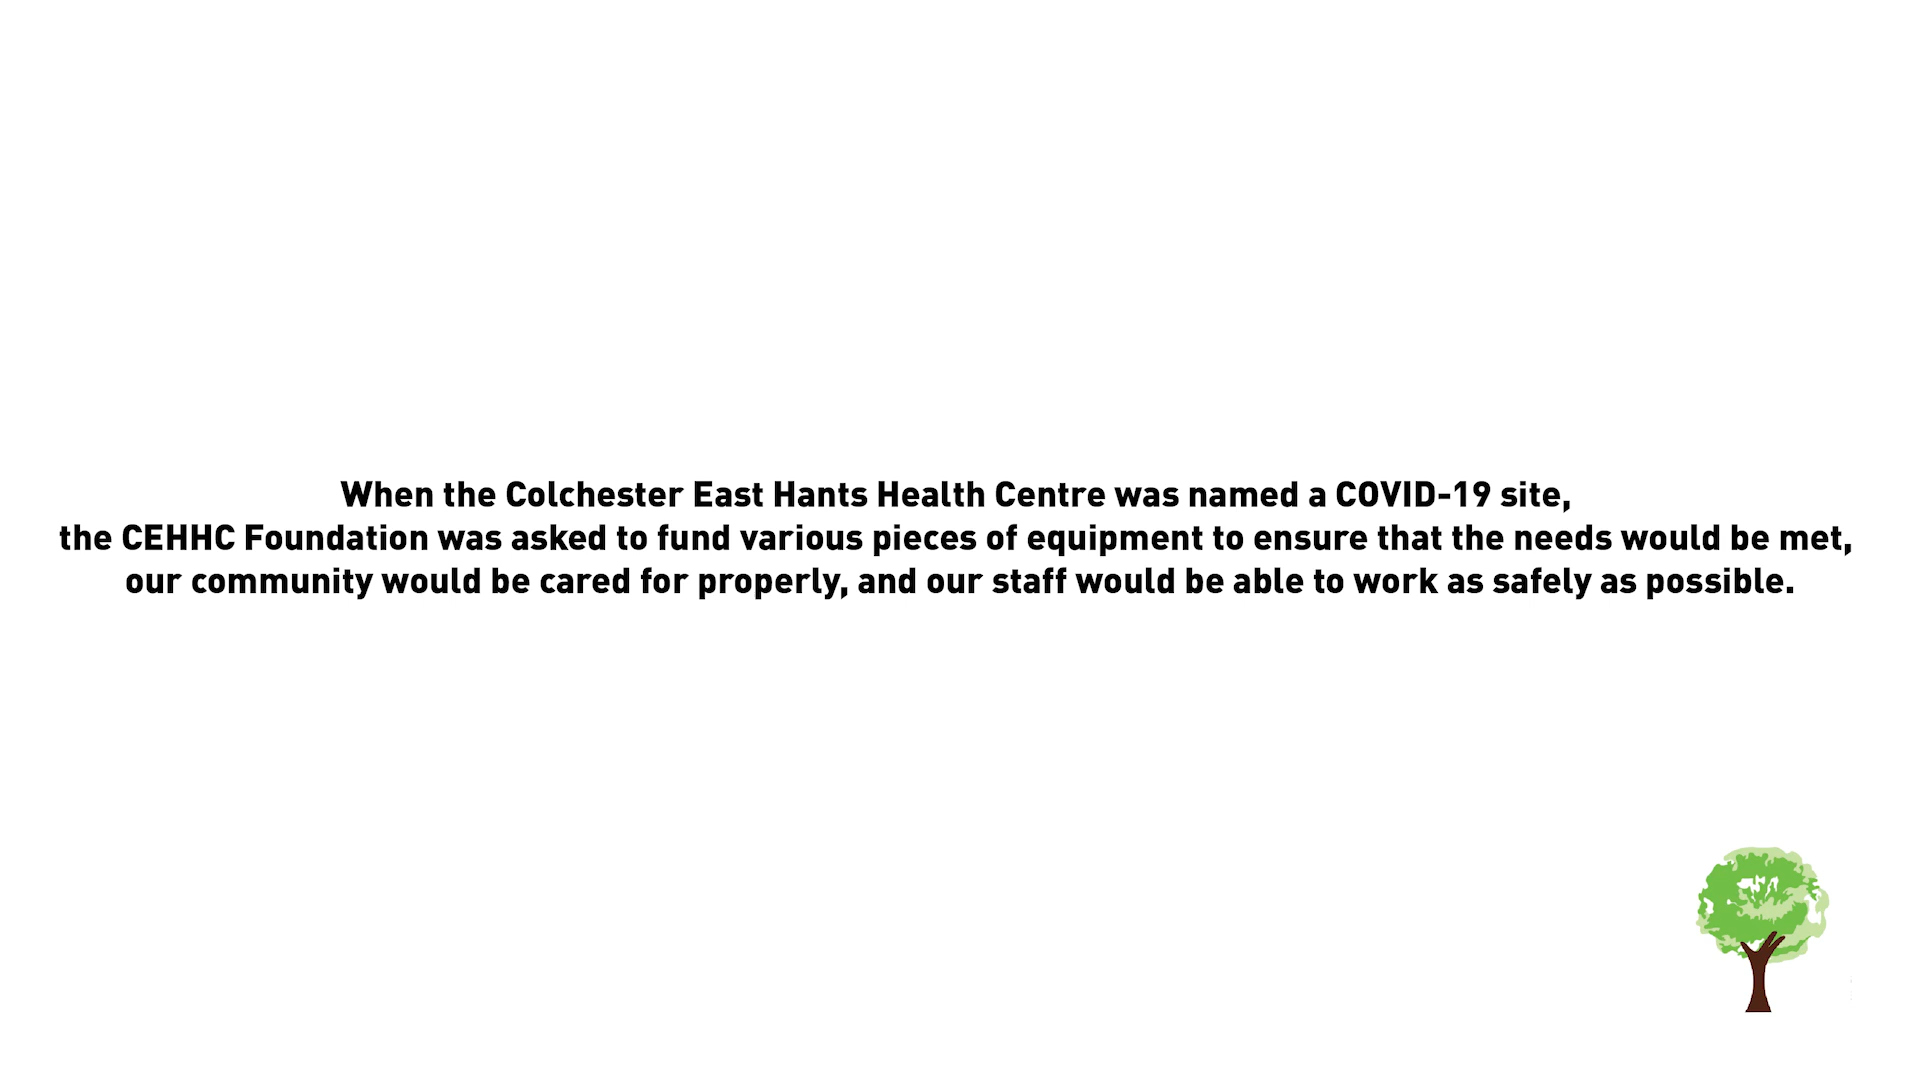 When the Colchester East Hants Health Centre was named a COVID-19 site,
the CEHHC Foundation was asked to fund various pieces of equipment to ensure that the needs would be met,
our community would be cared for properly, and our staff would be able to work as safely as possible.